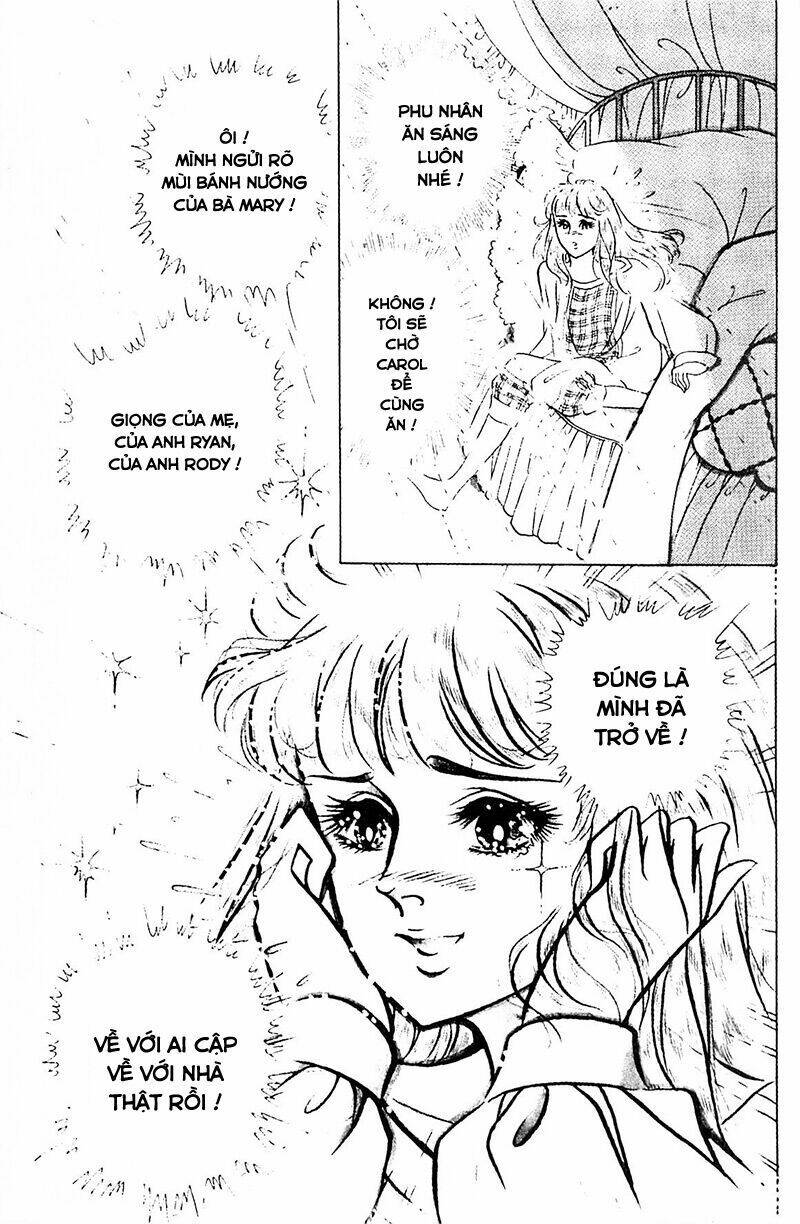 PHU NHÂN
ĂN SÁNG
LUÔN
NHÉ !
KHÔNG !
TÔI SẼ
CHỜ
CAROL
ĐỂ
CÙNG
ĂN !
ÔI !
MÌNH NGỬI RÕ
MÙI BÁNH NƯỚNG
CỦA BÀ MARY !
GIỌNG CỦA MẸ,
CỦA ANH RYAN,
CỦA ANH RODY !
ĐÚNG LÀ
MÌNH ĐÃ
TRỞ VỀ !
VỀ VỚI AI CẬP
VỀ VỚI NHÀ
THẬT RỒI !